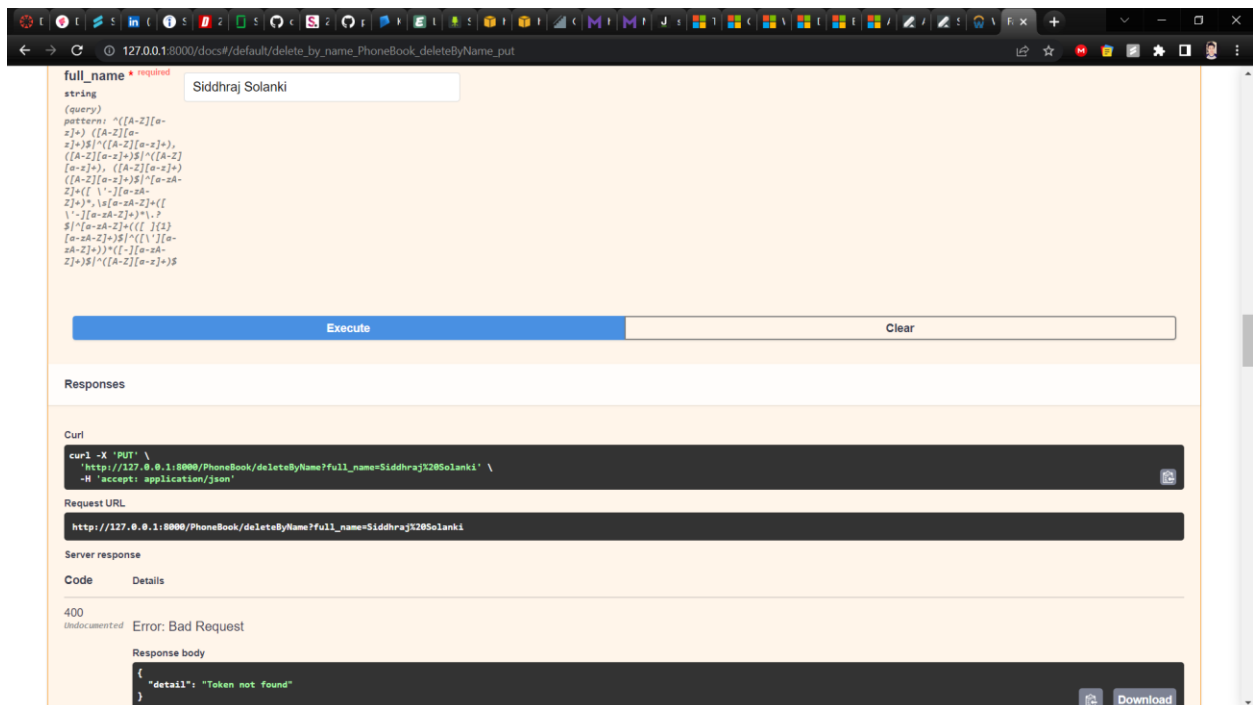 127.0.0.1:8000/docs#/default/delete_by_name_PhoneBook_deleteByName_put
full_name * required
string
(query)
Siddhraj Solanki
pattern: ^([A-Z][a-
z]+) ([A-Z][a-
z]+)$|^([A-Z][a-z]+),
([A-Z][a-z]+)$|^([A-Z]
[a-z]+), ([A-Z][a-z]+)
([A-Z][a-z]+)$|^[a-zA-
Z]+([ \'-][a-zA-
Z]+)*,\s[a-zA-Z]+([
\'-][a-zA-Z]+)*\.?
$|^[a-zA-Z]+(([ ]{1}
[a-zA-Z]+)$|^([\'][a-
zA-Z]+))*([-][a-zA-
Z]+)$|^([A-Z][a-z]+)$
Execute
Clear
Responses
Curl
curl -X 'PUT' \
'http://127.0.0.1:8000/PhoneBook/deleteByName?full_name=Siddhraj%20Solanki' \
-H 'accept: application/json'
Request URL
http://127.0.0.1:8000/PhoneBook/deleteByName?full_name=Siddhraj%20Solanki
Server response
Code Details
400
Undocumented Error: Bad Request
Response body
{
"detail": "Token not found"
}
Download